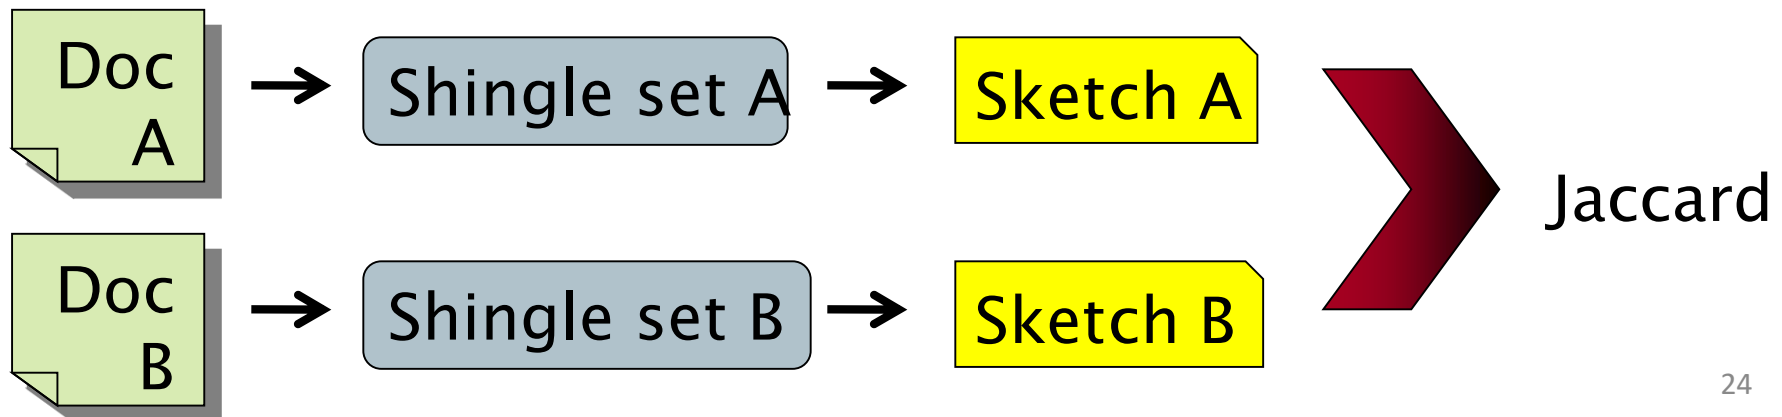 Doc
A
Shingle set A
Sketch A
Jaccard
Doc
B
Shingle set B
Sketch B
24